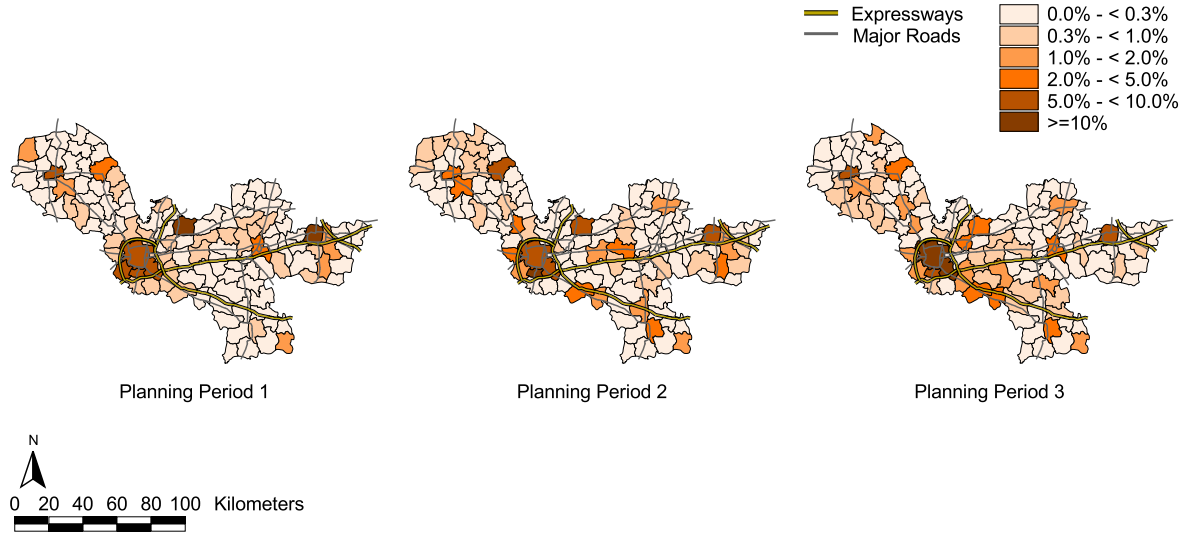 Expressways
Major Roads
0.0% - < 0.3%
0.3% - < 1.0%
1.0% - < 2.0%
2.0% - < 5.0%
5.0% - < 10.0%
>=10%
Planning Period 1
Planning Period 2
Planning Period 3
N
0 20 40 60 80 100 Kilometers